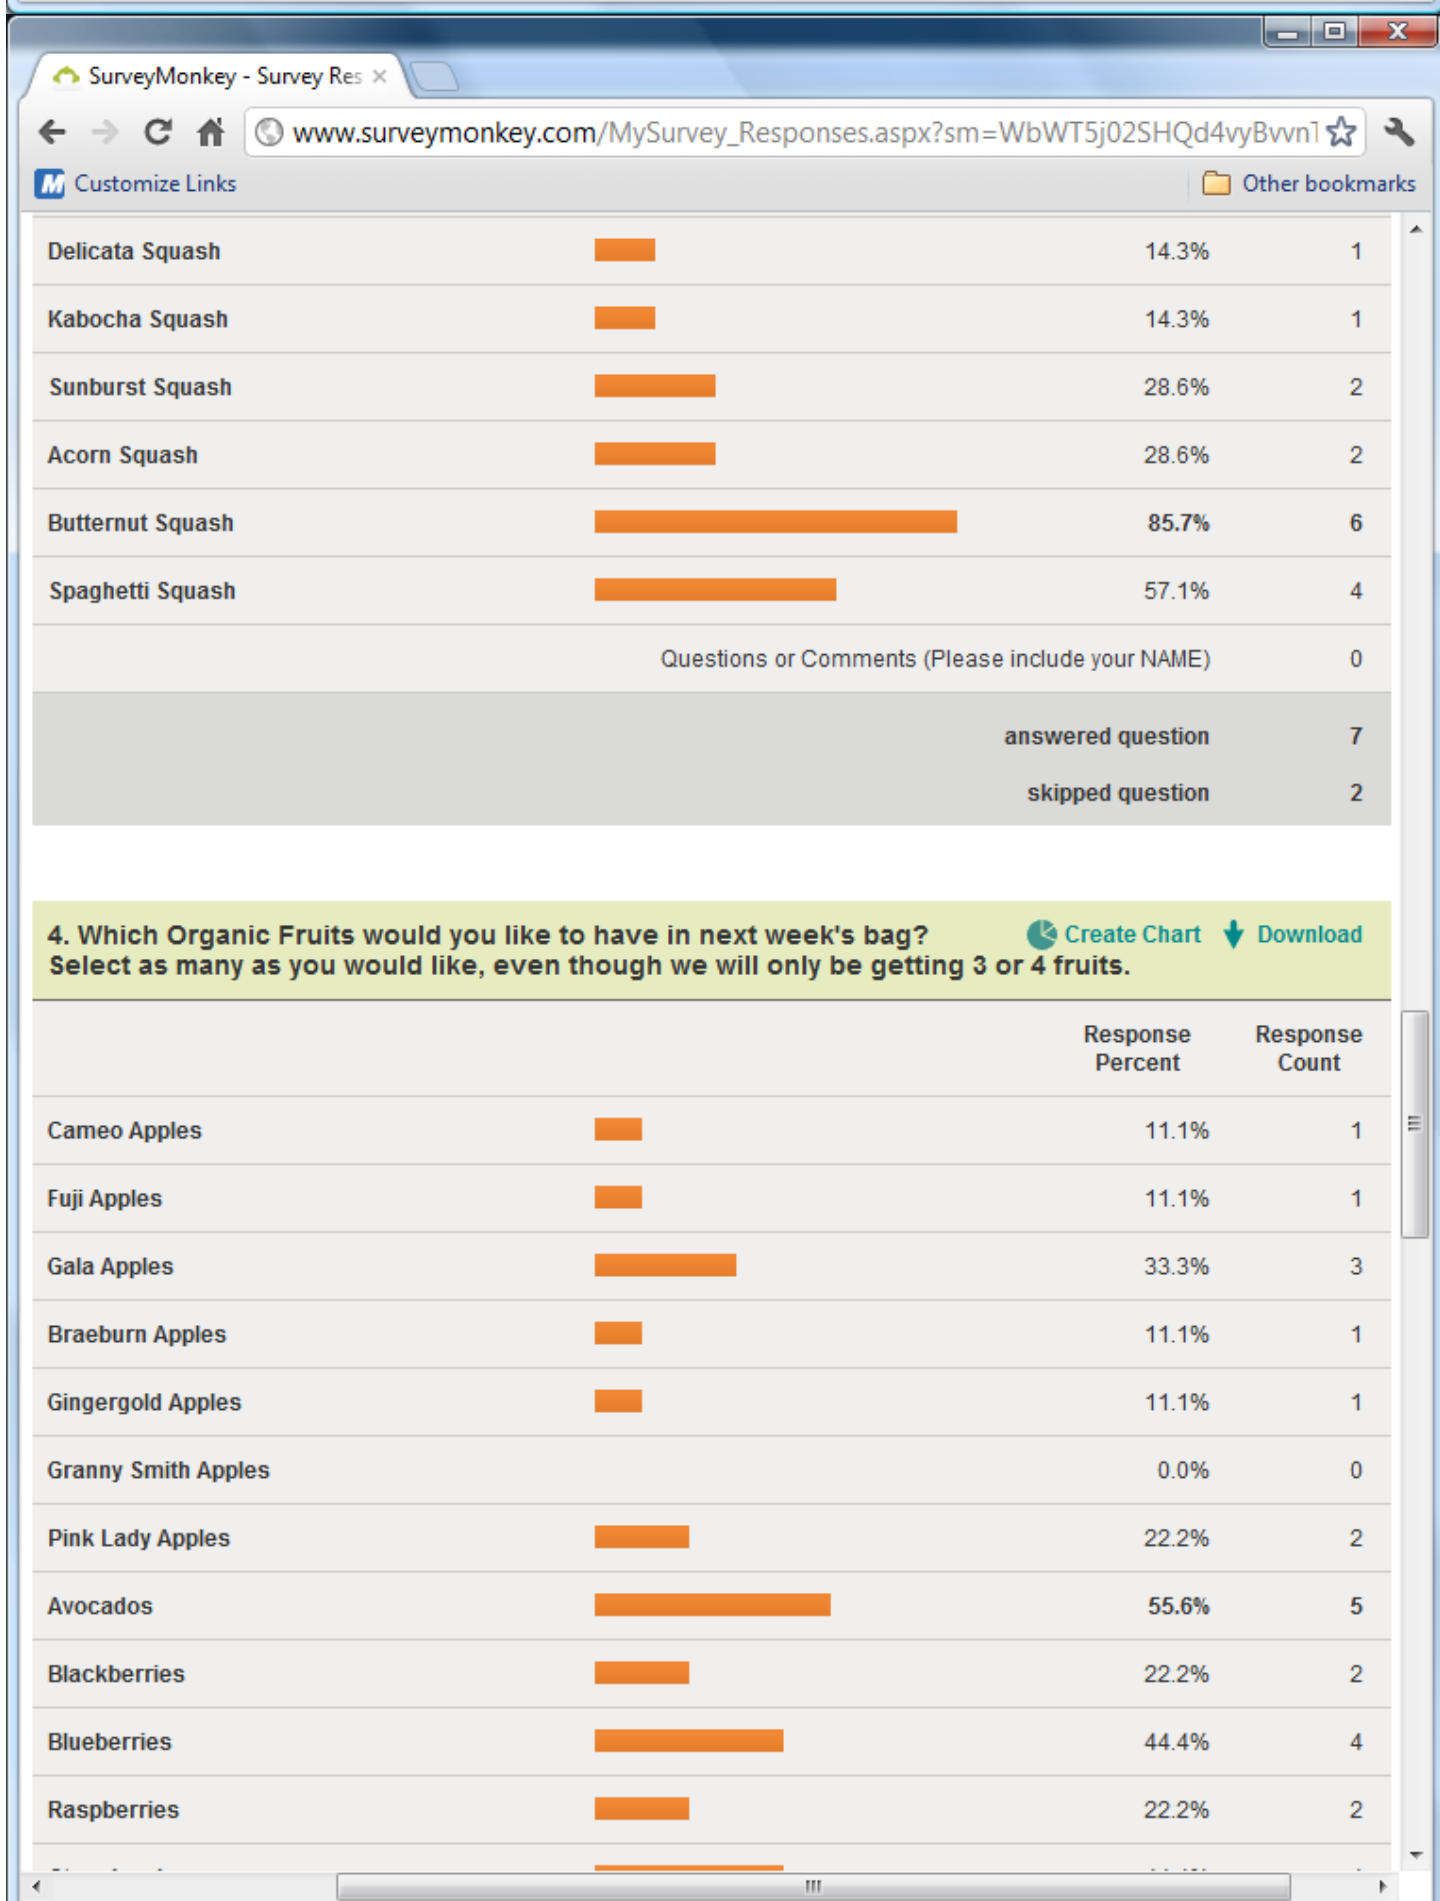 SurveyMonkey - Survey Res
www.surveymonkey.com/MySurvey_Responses.aspx?sm=WbWT5j02SHQd4vyBvvn
Customize Links Other bookmarks
Delicata Squash 14.3% 1
Kabocha Squash 14.3% 1
Sunburst Squash 28.6% 2
Acorn Squash 28.6% 2
Butternut Squash 85.7% 6
Spaghetti Squash 57.1% 4
Questions or Comments (Please include your NAME) 0
answered question 7
skipped question 2
4. Which Organic Fruits would you like to have in next week's bag? Create Chart Download
Select as many as you would like, even though we will only be getting 3 or 4 fruits.
Response Response
Percent Count
Cameo Apples 11.1% 1
Fuji Apples 11.1% 1
Gala Apples 33.3% 3
Braeburn Apples 11.1% 1
Gingergold Apples 11.1% 1
Granny Smith Apples 0.0% 0
Pink Lady Apples 22.2% 2
Avocados 55.6% 5
Blackberries 22.2% 2
Blueberries 44.4% 4
Raspberries 22.2% 2